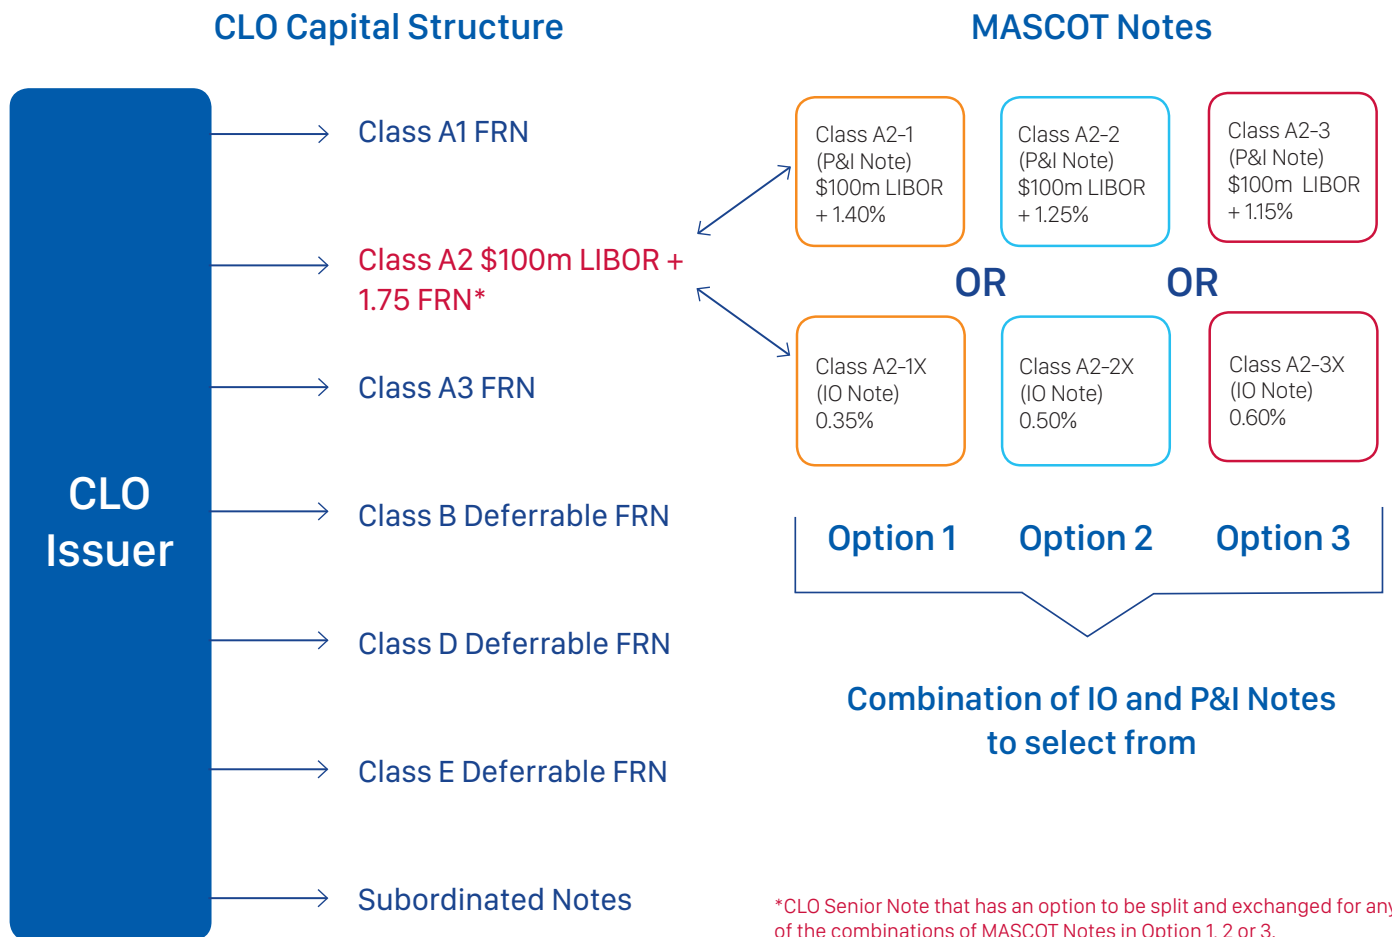 CLO Capital Structure
MASCOT Notes
CLO
Issuer
Class A1 FRN
Class A2 $100m LIBOR +
1.75 FRN*
Class A3 FRN
Class B Deferrable FRN
Class D Deferrable FRN
Class E Deferrable FRN
Subordinated Notes
Class A2-1
(P&I Note)
$100m LIBOR
+ 1.40%
Class A2-2
(P&I Note)
$100m LIBOR
+ 1.25%
Class A2-3
(P&I Note)
$100m LIBOR
+ 1.15%
OR
OR
Class A2-1X
(IO Note)
0.35%
Class A2-2X
(IO Note)
0.50%
Class A2-3X
(IO Note)
0.60%
Option 1
Option 2
Option 3
Combination of IO and P&I Notes
to select from
*CLO Senior Note that has an option to be split and exchanged for any
of the combinations of MASCOT Notes in Option 1, 2 or 3.